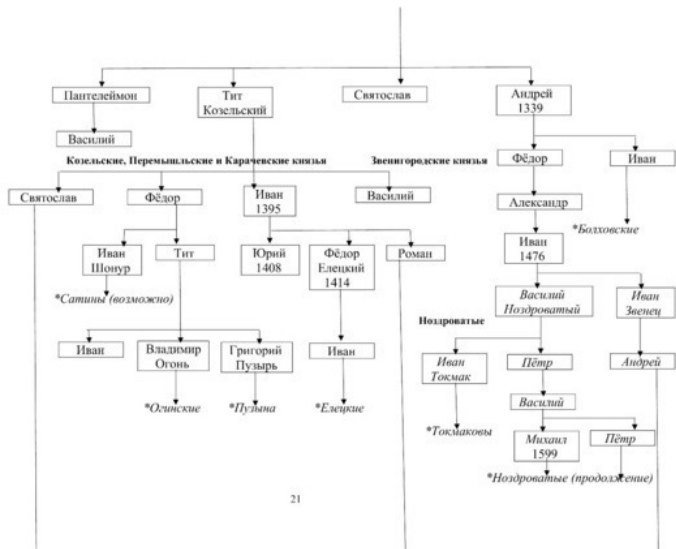 Пантелеймон
Тит
Козельский
Святослав
Андрей
1339
Василий
Козельские, Перемышльские и Карачевские князья
Звенигородские князья
Фёдор
Иван
Святослав
Фёдор
Иван
1395
Василий
Александр
*Болховские
Иван
Шонур
Тит
Юрий
1408
Фёдор
Елецкий
1414
Роман
Иван
1476
*Сатины (возможно)
Василий
Ноздроватый
Иван
Звенец
Ноздроватые
Иван
Владимир
Огонь
Григорий
Пузырь
Иван
Иван
Токмак
Пётр
Андрей
*Огинские
*Пузына
*Елецкие
Василий
*Токмаковы
Михаил
1599
Пётр
*Ноздроватые (продолжение)
21